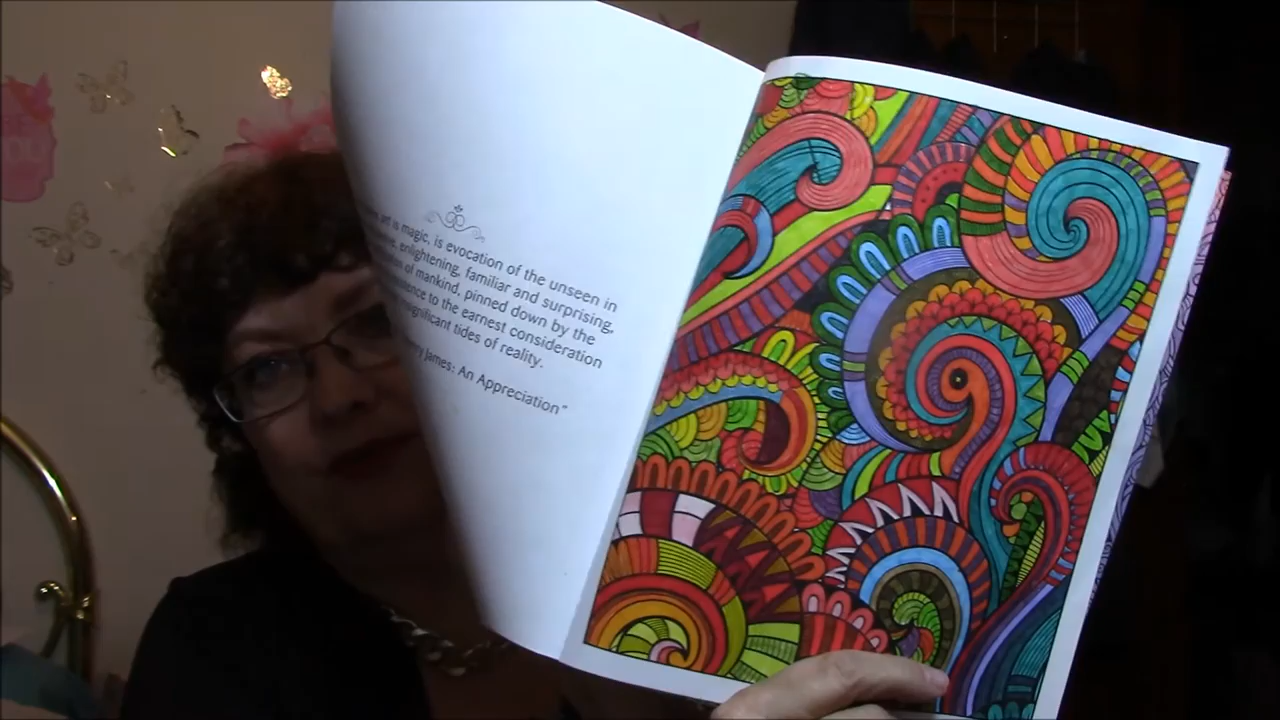 art is magic, is evocation of the unseen in
enlightening, familiar and surprising,
of mankind, pinned down by the
to the earnest consideration
tides of reality.
James: An Appreciation"